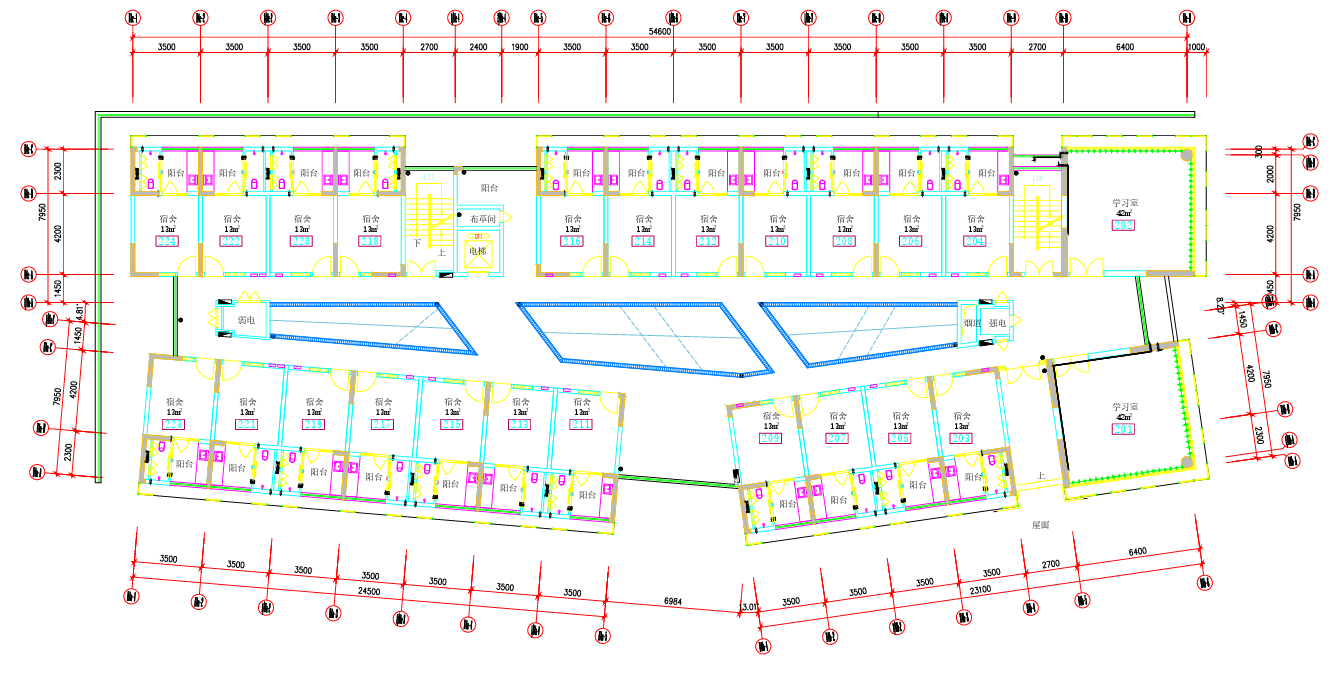 54600
3500 3500 3500 3500 2700 2400 1900 3500 3500 3500 3500 3500 3500 3500 2700 6400 1000
2300
7950
4200
1450
300
2000
4200
7950
阳台 阳台 阳台 阳台 阳台 阳台 阳台 阳台 阳台 阳台 阳台 阳台
宿舍
13m²
224
宿舍
13m²
222
宿舍
13m²
220
宿舍
13m²
218
下
上
布草间
电梯
宿舍
13m²
216
宿舍
13m²
214
宿舍
13m²
212
宿舍
13m²
210
宿舍
13m²
208
宿舍
13m²
206
宿舍
13m²
204
学习室
42m²
202
弱电
烟道
强电
4.81°
1450
4200
7950
2300
1450
4200
7950
2300
宿舍
13m²
223
宿舍
13m²
221
宿舍
13m²
219
宿舍
13m²
217
宿舍
13m²
215
宿舍
13m²
213
宿舍
13m²
211
宿舍
13m²
209
宿舍
13m²
207
宿舍
13m²
205
宿舍
13m²
203
学习室
42m²
201
阳台 阳台 阳台 阳台 阳台 阳台 阳台 阳台 阳台 阳台 阳台
上
屋面
3500 3500 3500 3500 3500 3500 3500
24500
6984
13.01°
3500 3500 3500 3500 2700 6400
23100